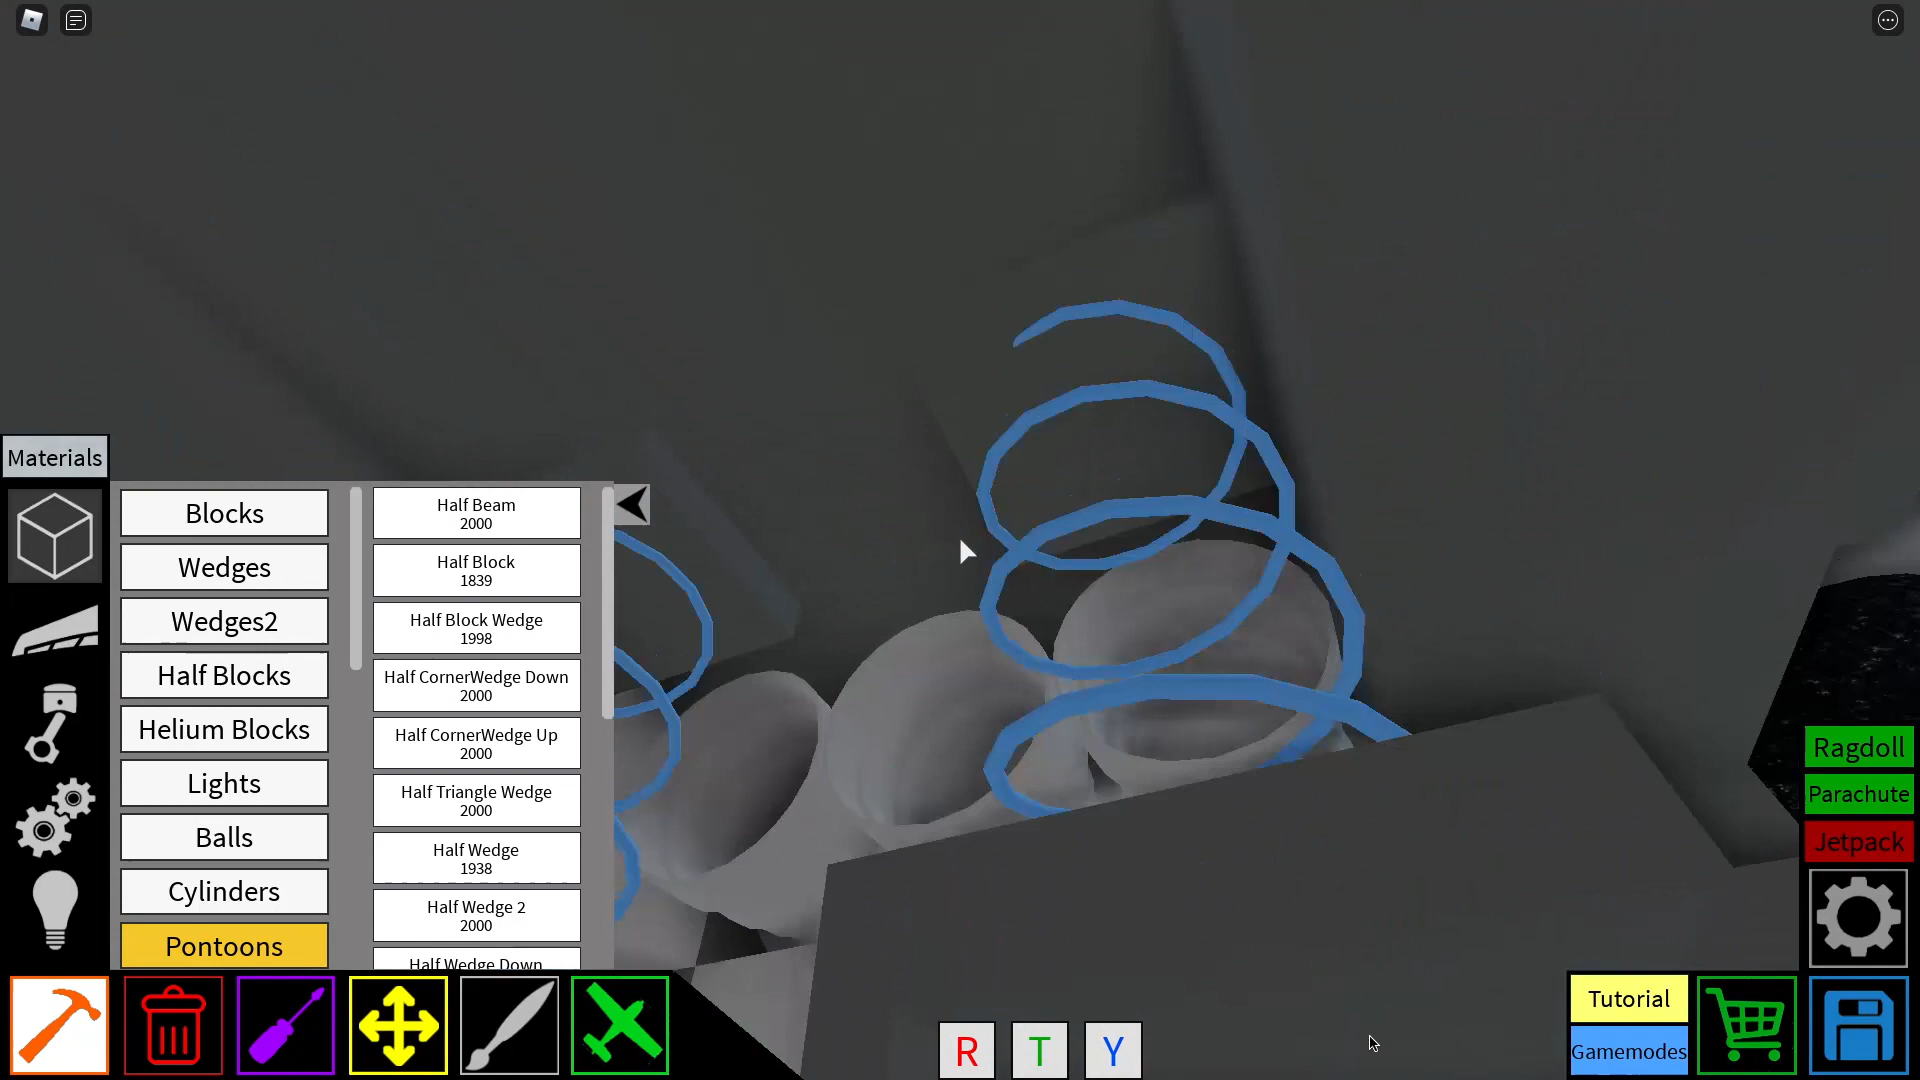 Materials
Blocks
Wedges
Wedges2
Half Blocks
Helium Blocks
Lights
Balls
Cylinders
Pontoons
Half Beam
2000
Half Block
1839
Half Block Wedge
1998
Half CornerWedge Down
2000
Half CornerWedge Up
2000
Half Triangle Wedge
2000
Half Wedge
1938
Half Wedge 2
2000
Half Wedge Down
R T Y
Ragdoll
Parachute
Jetpack
Tutorial
Gamemodes